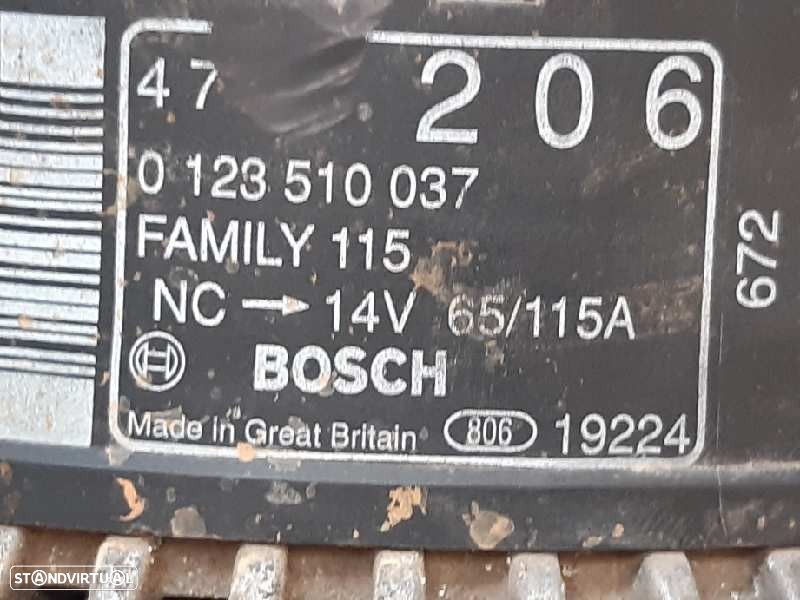 47 206
0 123 510 037
FAMILY 115
NC → 14V 65/115A
BOSCH
Made in Great Britain 806 19224
672
STANDVIRTUAL